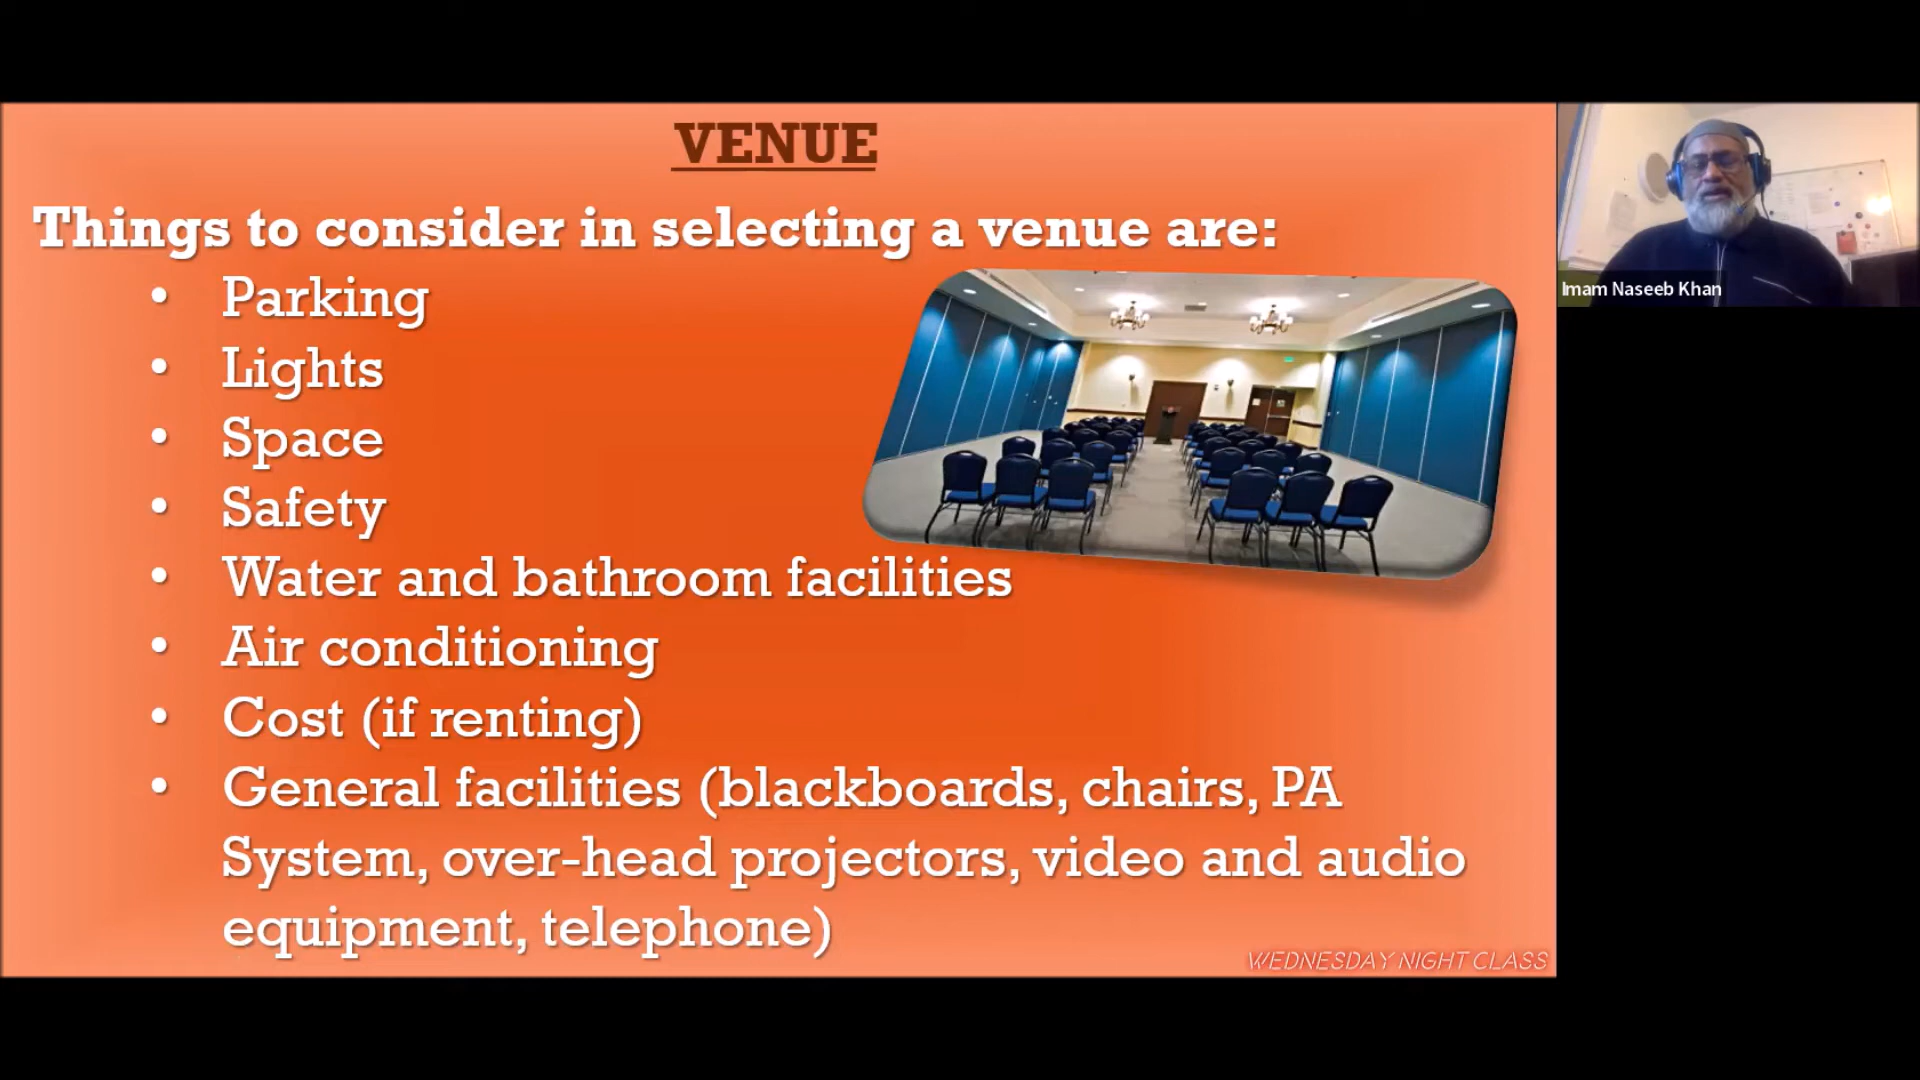 VENUE
Things to consider in selecting a venue are:
• Parking
• Lights
• Space
• Safety
• Water and bathroom facilities
• Air conditioning
• Cost (if renting)
• General facilities (blackboards, chairs, PA
System, over-head projectors, video and audio
equipment, telephone)
WEDNESDAY NIGHT CLASS
Imam Naseeb Khan